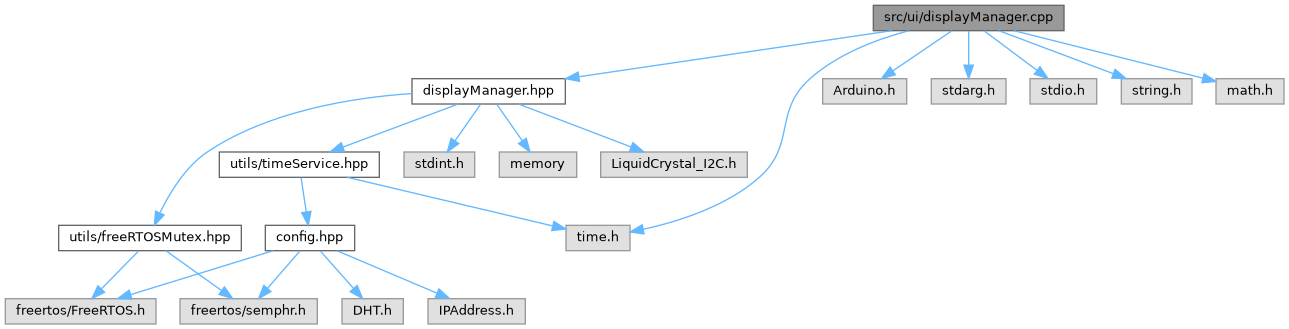 src/ui/displayManager.cpp
displayManager.hpp
Arduino.h
stdarg.h
stdio.h
string.h
math.h
utils/timeService.hpp
stdint.h
memory
LiquidCrystal_I2C.h
utils/freeRTOSMutex.hpp
config.hpp
time.h
freertos/FreeRTOS.h
freertos/semphr.h
DHT.h
IPAddress.h